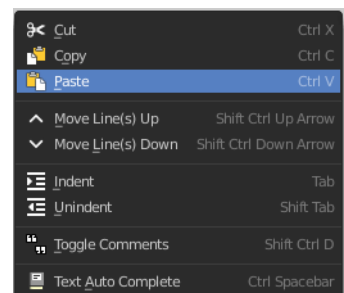 Cut Ctrl X
Copy Ctrl C
Paste Ctrl V
Move Line(s) Up Shift Ctrl Up Arrow
Move Line(s) Down Shift Ctrl Down Arrow
Indent Tab
Unindent Shift Tab
Toggle Comments Shift Ctrl D
Text Auto Complete Ctrl Spacebar